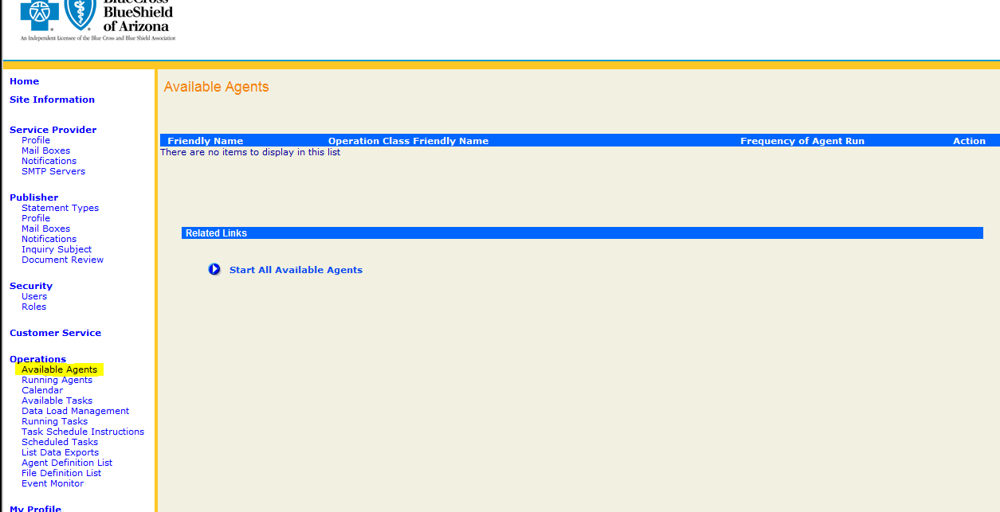 BlueCross
BlueShield
of Arizona
An Independent Licensee of the Blue Cross and Blue Shield Association
Home
Site Information
Service Provider
Profile
Mail Boxes
Notifications
SMTP Servers
Publisher
Statement Types
Profile
Mail Boxes
Notifications
Inquiry Subject
Document Review
Security
Users
Roles
Customer Service
Operations
Available Agents
Running Agents
Calendar
Available Tasks
Data Load Management
Running Tasks
Task Schedule Instructions
Scheduled Tasks
List Data Exports
Agent Definition List
File Definition List
Event Monitor
My Profile
Available Agents
Friendly Name Operation Class Friendly Name Frequency of Agent Run Action
There are no items to display in this list
Related Links
Start All Available Agents